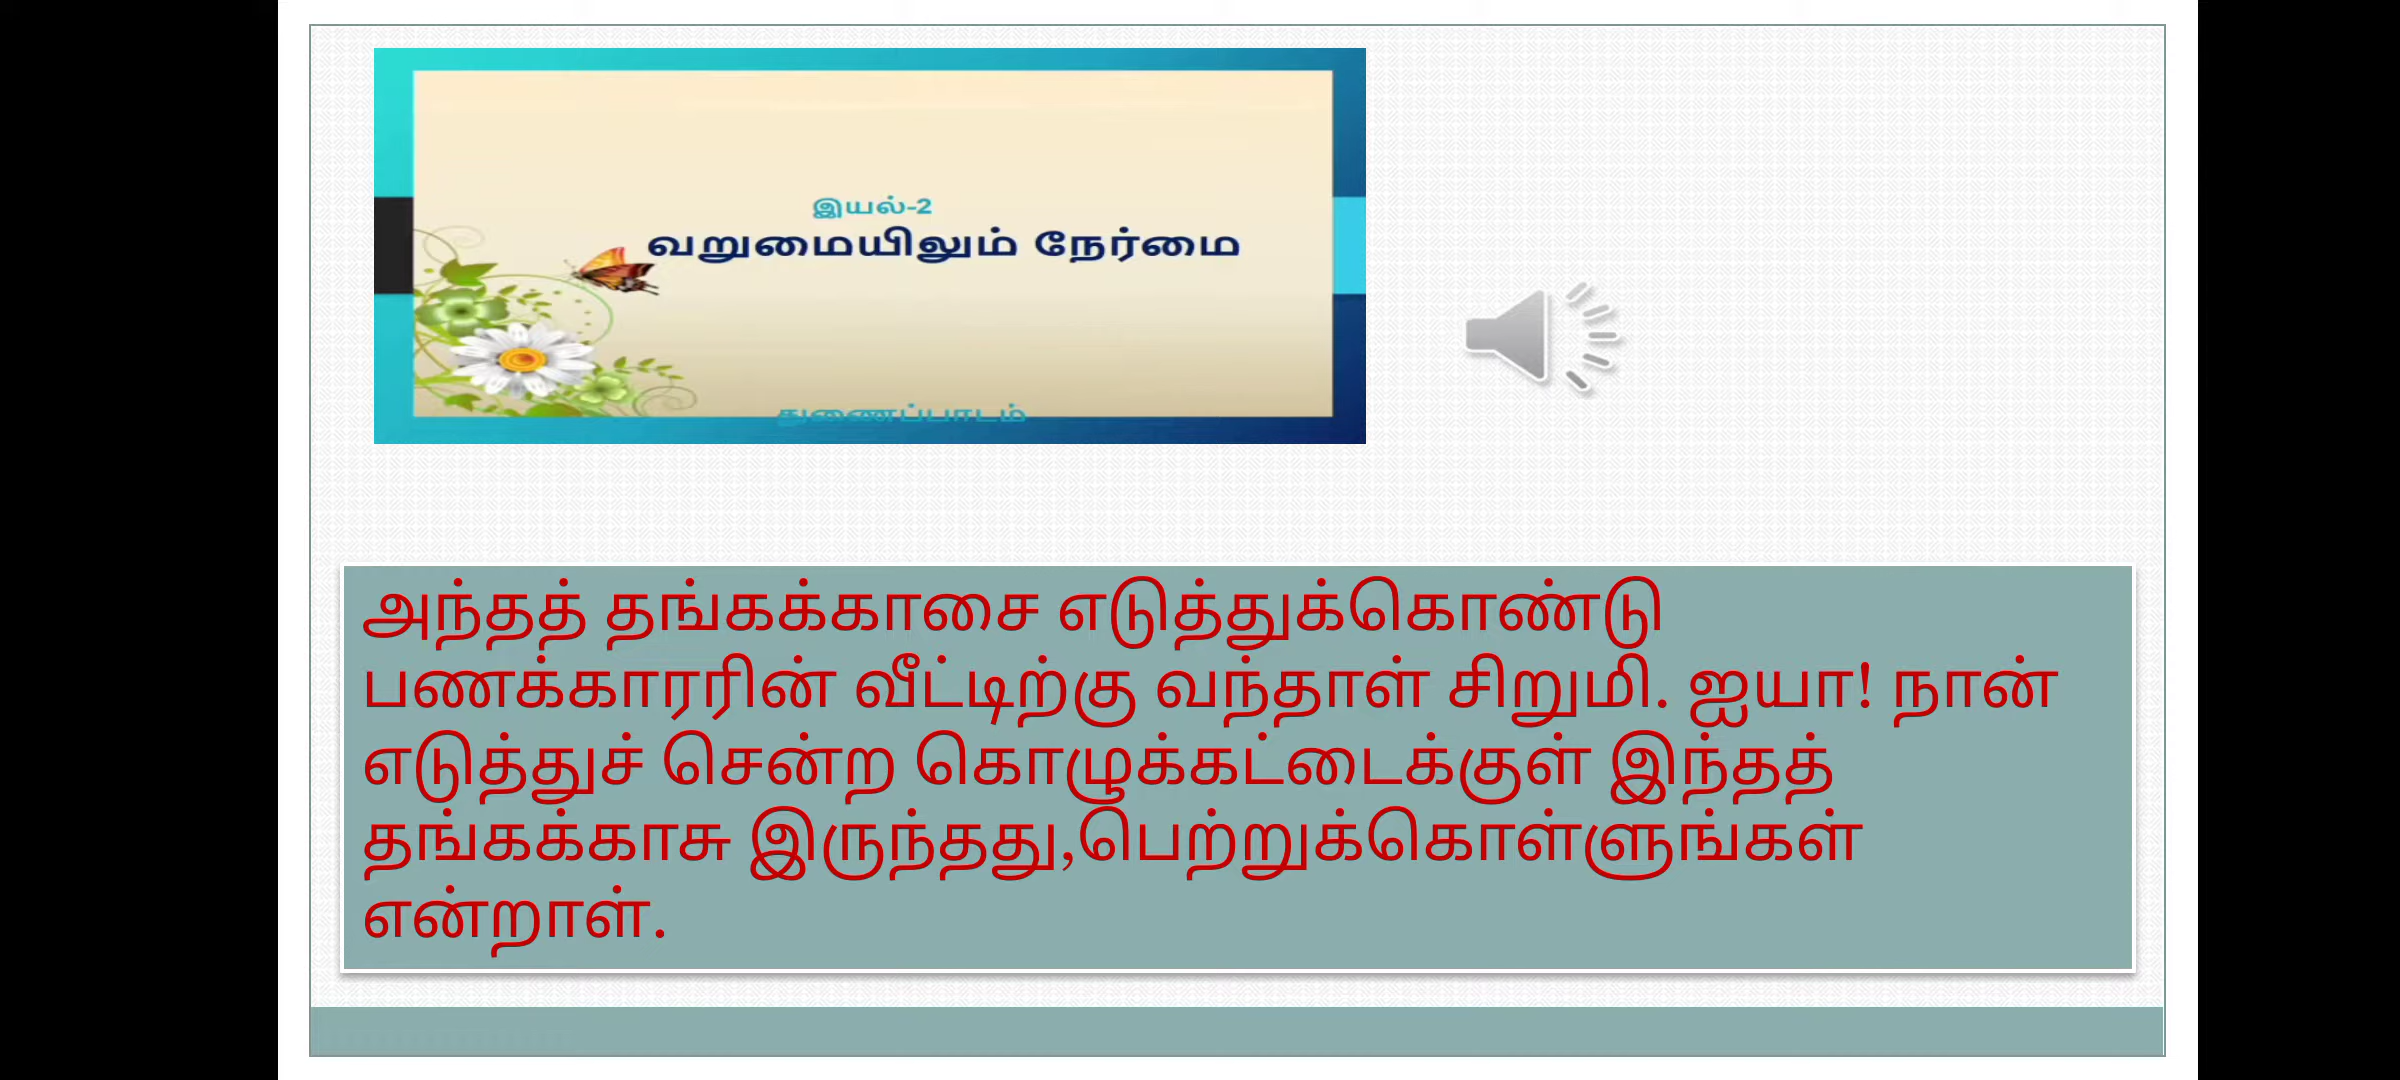 இயல்-2
வறுமையிலும் நேர்மை
துணைப்பாடம்
அந்தத் தங்கக்காசை எடுத்துக்கொண்டு
பணக்காரரின் வீட்டிற்கு வந்தாள் சிறுமி. ஐயா! நான்
எடுத்துச் சென்ற கொழுக்கட்டைக்குள் இந்தத்
தங்கக்காசு இருந்தது,பெற்றுக்கொள்ளுங்கள்
என்றாள்.